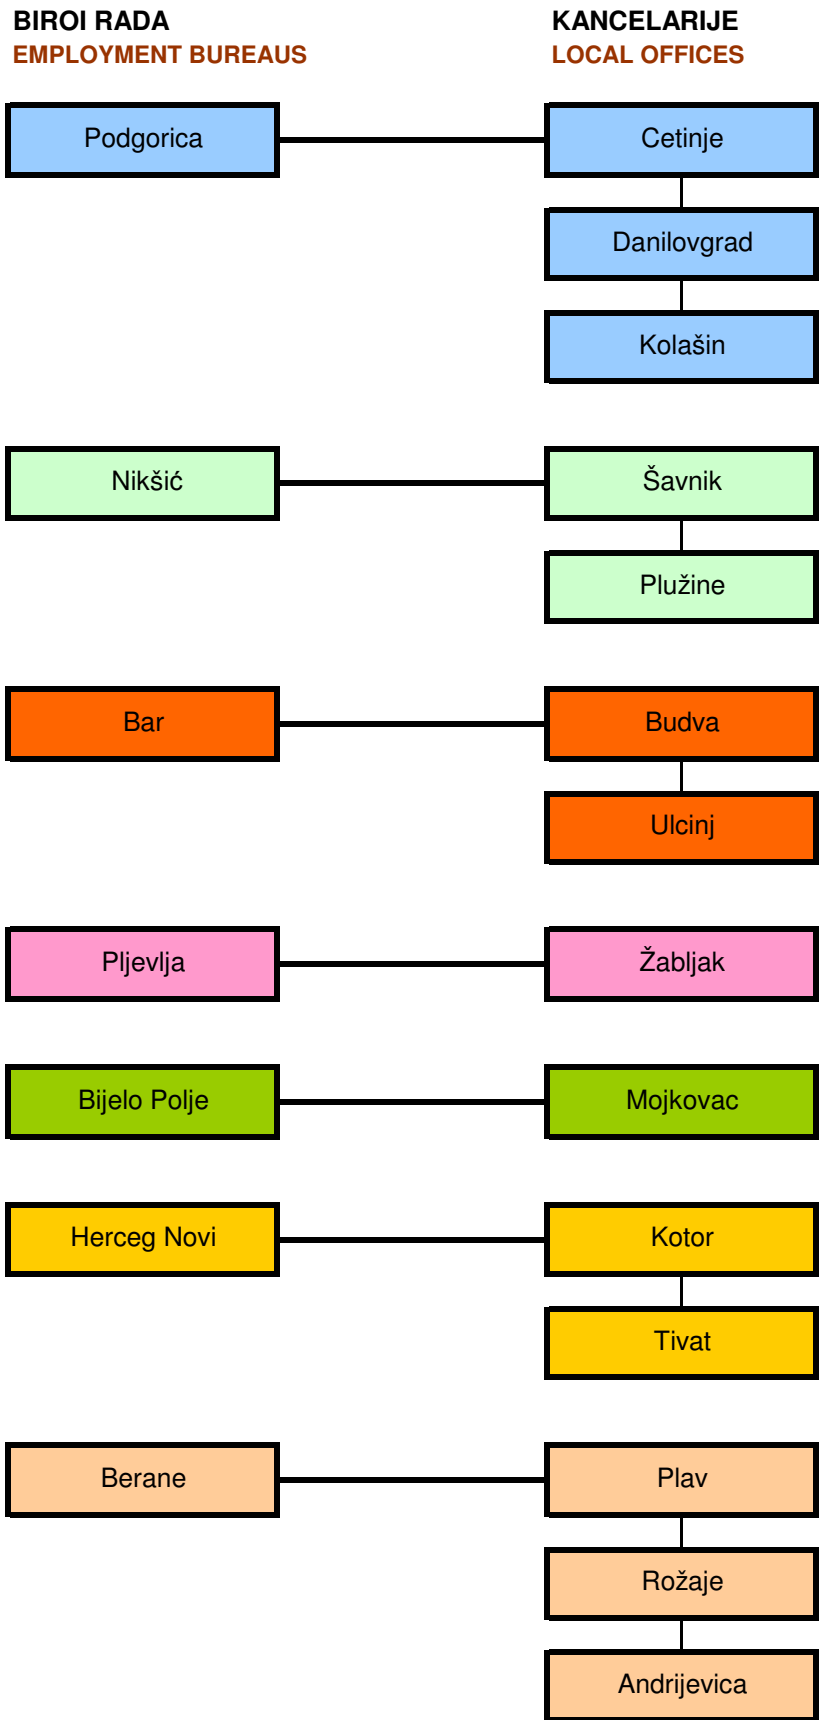 BIROI RADA
EMPLOYMENT BUREAUS
KANCELARIJE
LOCAL OFFICES
Podgorica
Cetinje
Danilovgrad
Kolašin
Nikšić
Šavnik
Plužine
Bar
Budva
Ulcinj
Pljevlja
Žabljak
Bijelo Polje
Mojkovac
Herceg Novi
Kotor
Tivat
Berane
Plav
Rožaje
Andrijevica